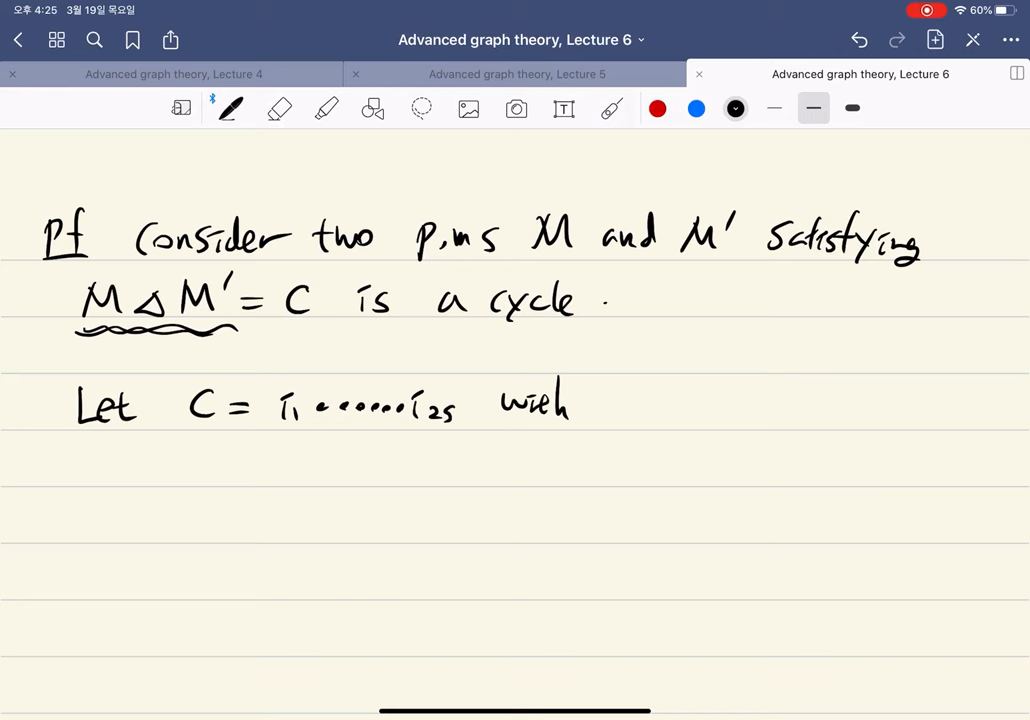 오후 4:25 3월 19일 목요일
60%
Advanced graph theory, Lecture 6
Advanced graph theory, Lecture 4
Advanced graph theory, Lecture 5
Advanced graph theory, Lecture 6
Pf Consider two p.ms M and M' satisfying
M △ M' = C is a cycle.
Let C = i₁ ....... i₂ₛ with